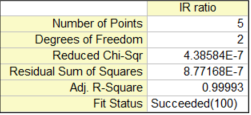 IR ratio
Number of Points 5
Degrees of Freedom 2
Reduced Chi-Sqr 4.38584E-7
Residual Sum of Squares 8.77168E-7
Adj. R-Square 0.99993
Fit Status Succeeded(100)